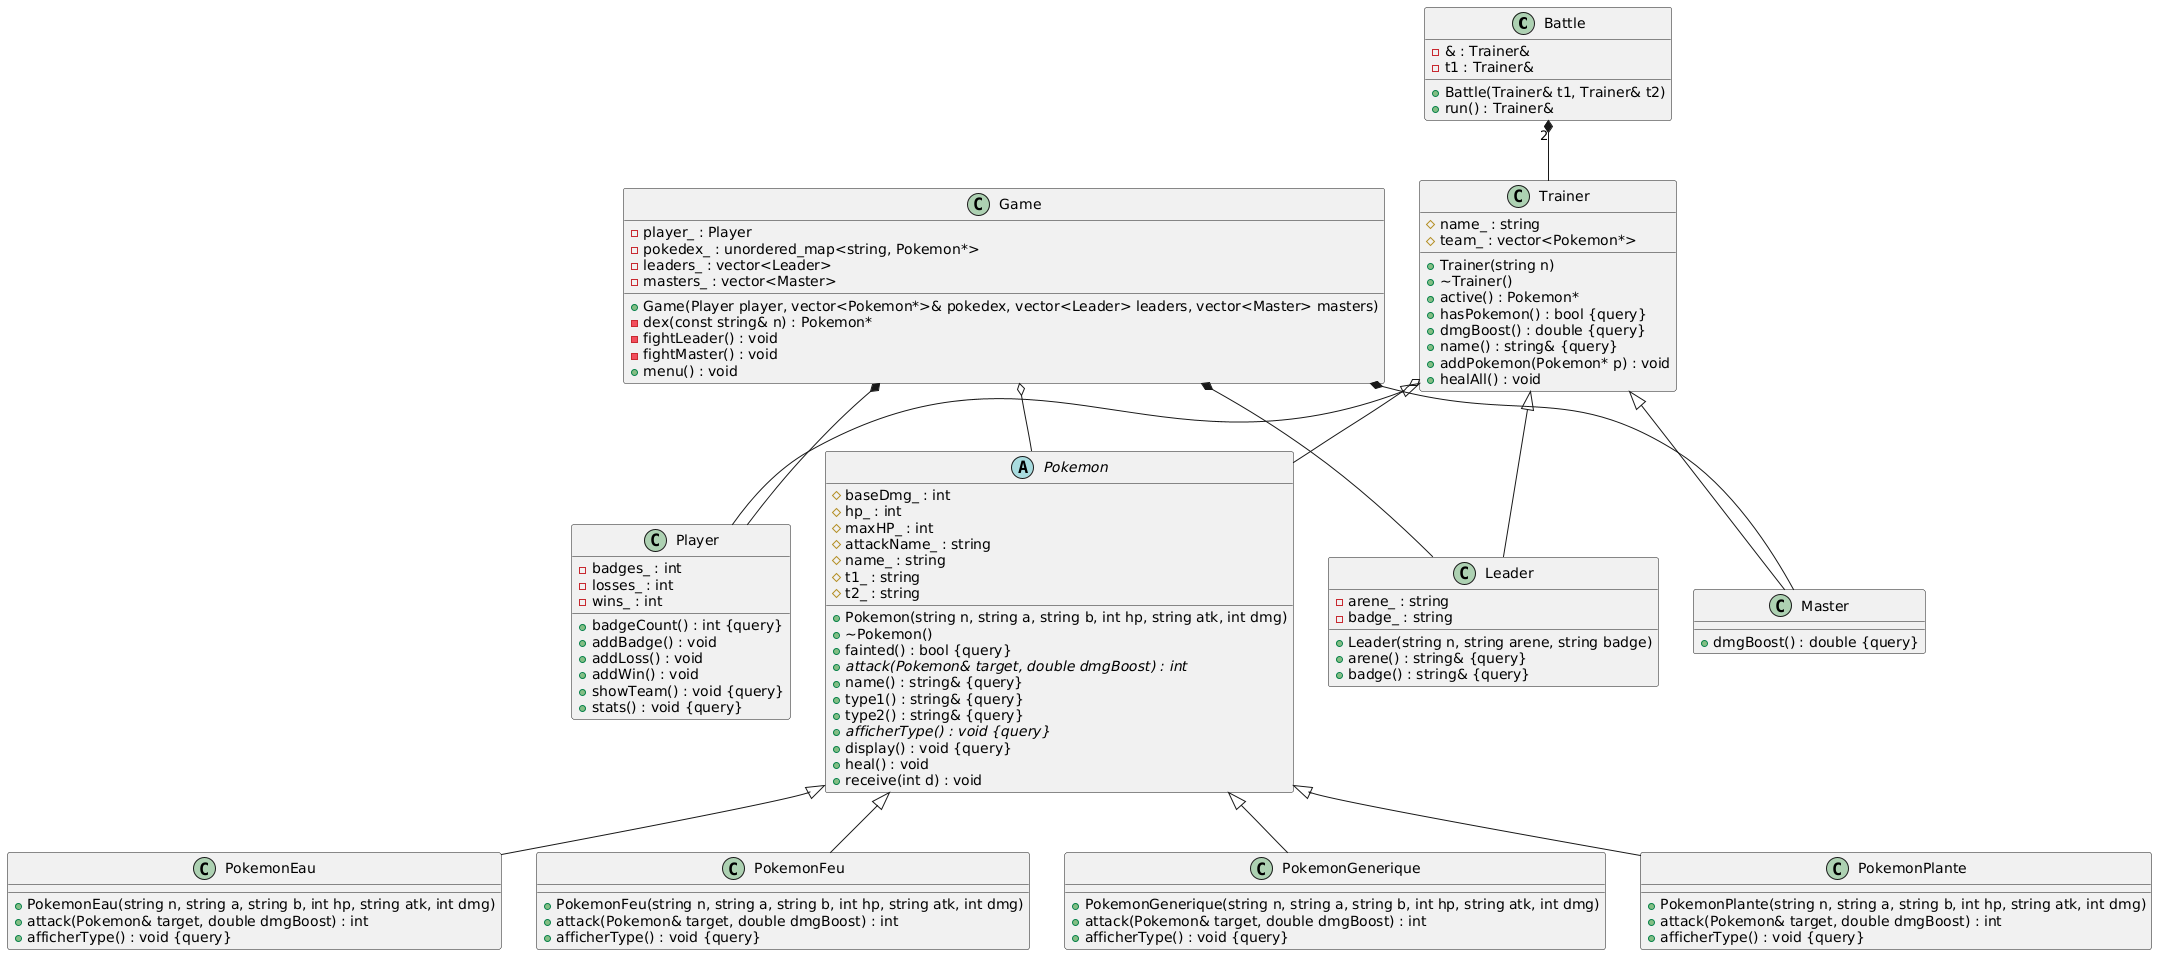 Battle
& : Trainer&
t1 : Trainer&
Battle(Trainer& t1, Trainer& t2)
run() : Trainer&
2
Game
player_ : Player
pokedex_ : unordered_map<string, Pokemon*>
leaders_ : vector<Leader>
masters_ : vector<Master>
Game(Player player, vector<Pokemon*>& pokedex, vector<Leader> leaders, vector<Master> masters)
dex(const string& n) : Pokemon*
fightLeader() : void
fightMaster() : void
menu() : void
Trainer
name_ : string
team_ : vector<Pokemon*>
Trainer(string n)
~Trainer()
active() : Pokemon*
hasPokemon() : bool {query}
dmgBoost() : double {query}
name() : string& {query}
addPokemon(Pokemon* p) : void
healAll() : void
Player
badges_ : int
losses_ : int
wins_ : int
badgeCount() : int {query}
addBadge() : void
addLoss() : void
addWin() : void
showTeam() : void {query}
stats() : void {query}
Pokemon
baseDmg_ : int
hp_ : int
maxHP_ : int
attackName_ : string
name_ : string
t1_ : string
t2_ : string
Pokemon(string n, string a, string b, int hp, string atk, int dmg)
~Pokemon()
fainted() : bool {query}
attack(Pokemon& target, double dmgBoost) : int
name() : string& {query}
type1() : string& {query}
type2() : string& {query}
afficherType() : void {query}
display() : void {query}
heal() : void
receive(int d) : void
Leader
arene_ : string
badge_ : string
Leader(string n, string arene, string badge)
arene() : string& {query}
badge() : string& {query}
Master
dmgBoost() : double {query}
PokemonEau
PokemonEau(string n, string a, string b, int hp, string atk, int dmg)
attack(Pokemon& target, double dmgBoost) : int
afficherType() : void {query}
PokemonFeu
PokemonFeu(string n, string a, string b, int hp, string atk, int dmg)
attack(Pokemon& target, double dmgBoost) : int
afficherType() : void {query}
PokemonGenerique
PokemonGenerique(string n, string a, string b, int hp, string atk, int dmg)
attack(Pokemon& target, double dmgBoost) : int
afficherType() : void {query}
PokemonPlante
PokemonPlante(string n, string a, string b, int hp, string atk, int dmg)
attack(Pokemon& target, double dmgBoost) : int
afficherType() : void {query}